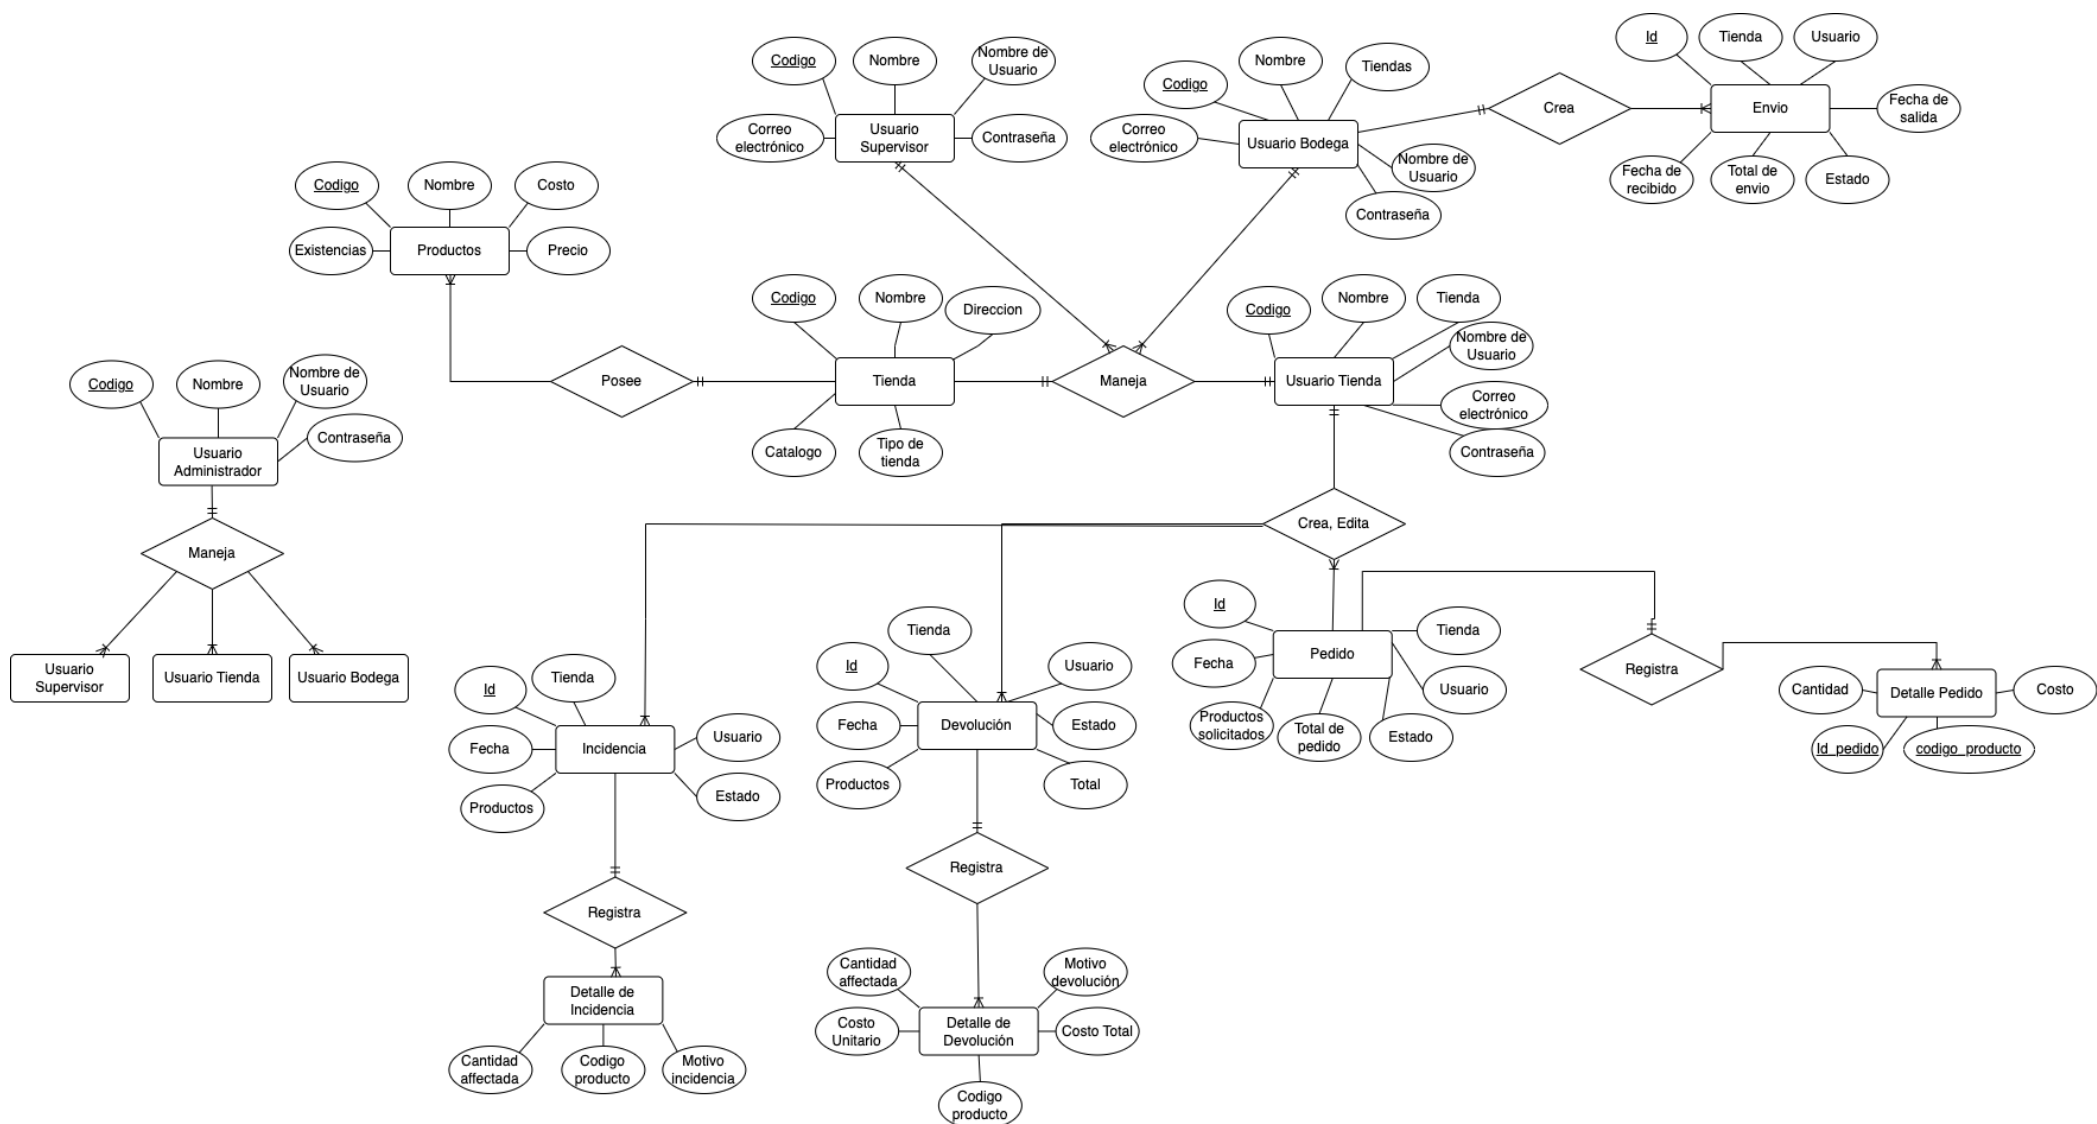 Id
Tienda
Usuario
Codigo
Nombre
Nombre de
Usuario
Codigo
Nombre
Tiendas
Crea
Envio
Fecha de
salida
Correo
electrónico
Usuario
Supervisor
Contraseña
Correo
electrónico
Usuario Bodega
Nombre de
Usuario
Contraseña
Fecha de
recibido
Total de
envio
Estado
Codigo
Nombre
Costo
Existencias
Productos
Precio
Codigo
Nombre
Direccion
Codigo
Nombre
Tienda
Nombre de
Usuario
Posee
Tienda
Maneja
Usuario Tienda
Correo
electrónico
Contraseña
Catalogo
Tipo de
tienda
Codigo
Nombre
Nombre de
Usuario
Contraseña
Usuario
Administrador
Maneja
Usuario
Supervisor
Usuario Tienda
Usuario Bodega
Crea, Edita
Id
Fecha
Pedido
Tienda
Usuario
Productos
solicitados
Total de
pedido
Estado
Registra
Cantidad
Detalle Pedido
Costo
Id_pedido
codigo_producto
Id
Tienda
Fecha
Incidencia
Usuario
Productos
Estado
Tienda
Id
Usuario
Fecha
Devolución
Estado
Productos
Total
Registra
Registra
Detalle de
Incidencia
Cantidad
affectada
Codigo
producto
Motivo
incidencia
Cantidad
affectada
Motivo
devolución
Costo
Unitario
Detalle de
Devolución
Costo Total
Codigo
producto